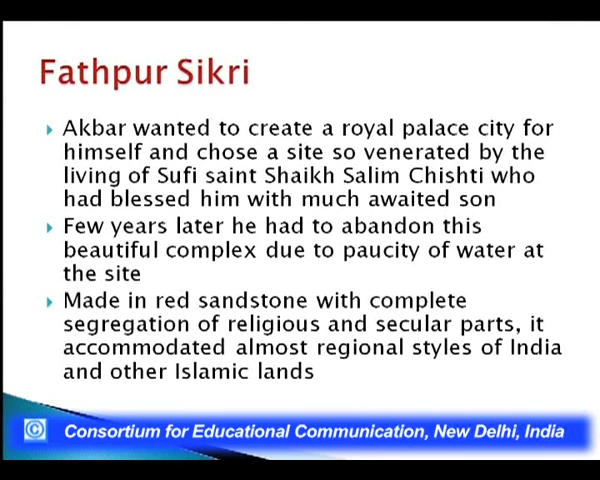 Fathpur Sikri
Akbar wanted to create a royal palace city for
himself and chose a site so venerated by the
living of Sufi saint Shaikh Salim Chishti who
had blessed him with much awaited son
Few years later he had to abandon this
beautiful complex due to paucity of water at
the site
Made in red sandstone with complete
segregation of religious and secular parts, it
accommodated almost regional styles of India
and other Islamic lands
© Consortium for Educational Communication, New Delhi, India